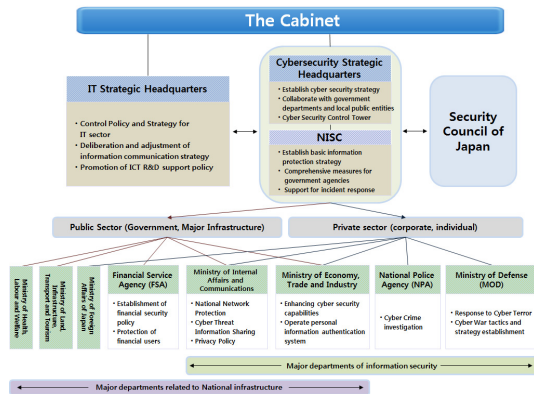 The Cabinet
IT Strategic Headquarters
• Control Policy and Strategy for
IT sector
• Deliberation and adjustment of
information communication strategy
• Promotion of ICT R&D support policy
Cybersecurity Strategic
Headquarters
• Establish cyber security strategy
• Collaborate with government
departments and local public entities
• Cyber Security Control Tower
NISC
• Establish basic information
protection strategy
• Comprehensive measures for
government agencies
• Support for incident response
Security
Council of
Japan
Public Sector (Government, Major Infrastructure)
Private sector (corporate, individual)
Ministry of Health,
Labour and Welfare
Ministry of Land,
Infrastructure,
Transport and Tourism
Ministry of Foreign
Affairs of Japan
Financial Service
Agency (FSA)
• Establishment of
financial security
policy
• Protection of
financial users
Ministry of Internal
Affairs and
Communications
• National Network
Protection
• Cyber Threat
Information Sharing
• Privacy Policy
Ministry of Economy,
Trade and Industry
• Enhancing cyber security
capabilities
• Operate personal
information authentication
system
National Police
Agency (NPA)
• Cyber Crime
investigation
Ministry of Defense
(MOD)
• Response to Cyber Terror
• Cyber War tactics and
strategy establishment
Major departments of information security
Major departments related to National infrastructure